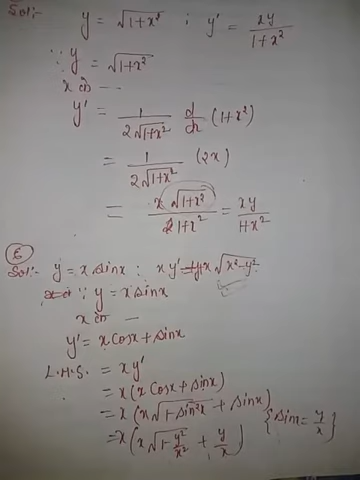 Sol:- y = √1+x² ; y' = xy / 1+x²
∵ y = √1+x²
x के ---
y' = 1 / 2√1+x² d/dx (1+x²)
= 1 / 2√1+x² (2x)
= x √1+x² / 1+x² = xy / 1+x²
⑥
Sol:- y = x sinx : xy' = y+x √x²-y²
∵ y = x sinx
x के —
y' = x Cosx + sinx
L.H.S. = xy'
= x (x Cosx + sinx)
= x (x √1-sin²x + sinx)
= x (x √1-y²/x² + y/x) {sinx = y/x}